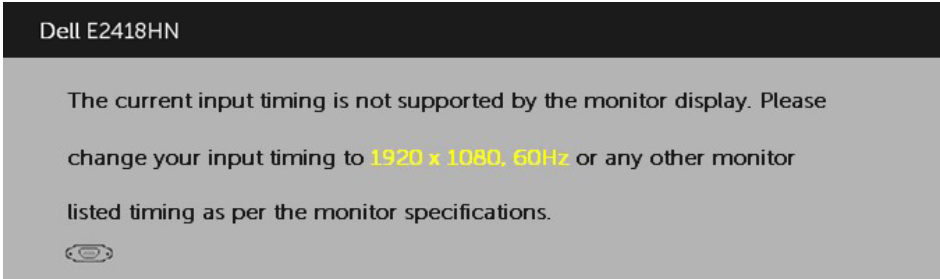 Dell E2418HN
The current input timing is not supported by the monitor display. Please
change your input timing to 1920 x 1080, 60Hz or any other monitor
listed timing as per the monitor specifications.